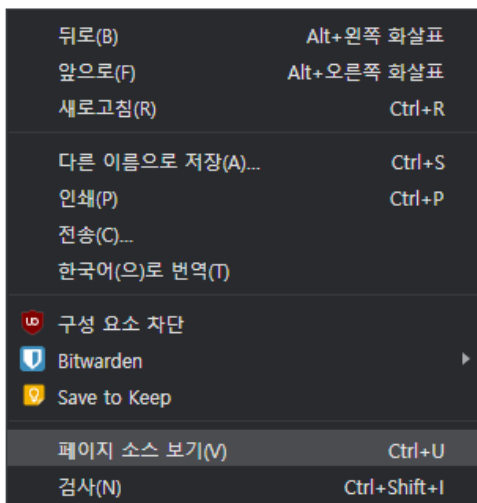 뒤로(B) Alt+왼쪽 화살표
앞으로(F) Alt+오른쪽 화살표
새로고침(R) Ctrl+R
다른 이름으로 저장(A)... Ctrl+S
인쇄(P) Ctrl+P
전송(C)...
한국어(으)로 번역(T)
구성 요소 차단
Bitwarden
Save to Keep
페이지 소스 보기(V) Ctrl+U
검사(N) Ctrl+Shift+I